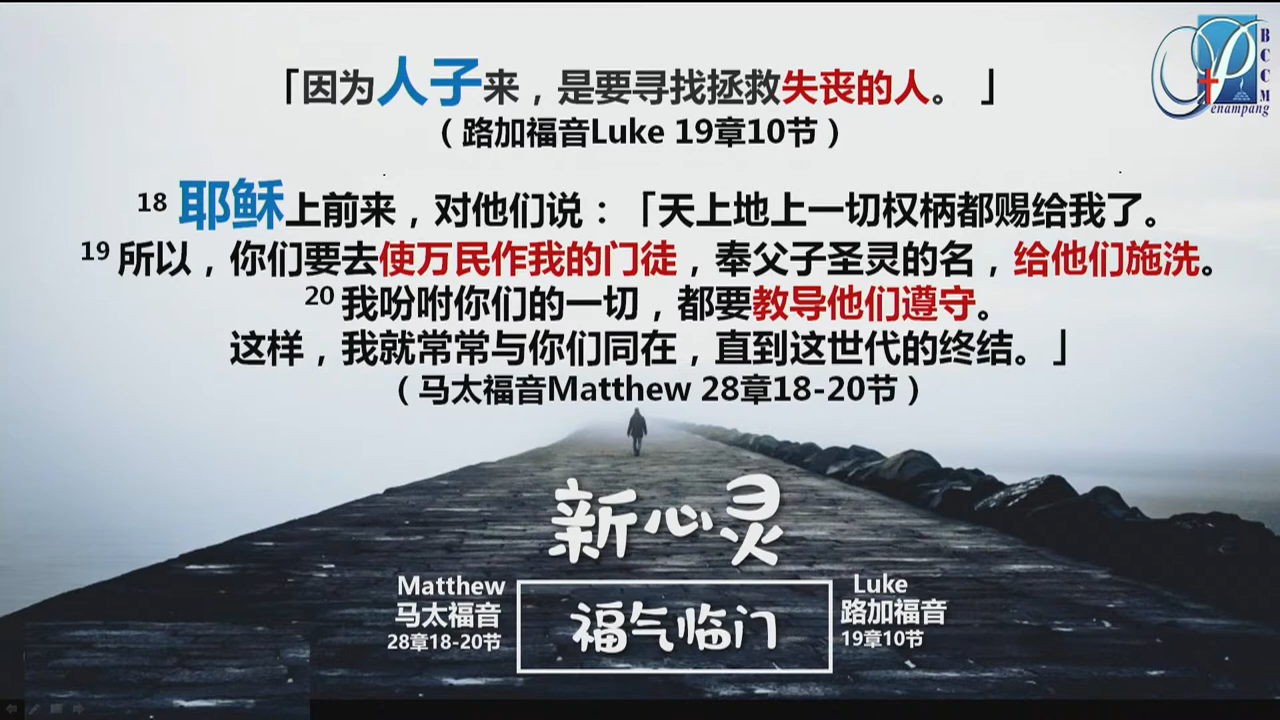 BCCM
Penampang
「因为人子来，是要寻找拯救失丧的人。 」
（路加福音Luke 19章10节）
18 耶稣上前来，对他们说：「天上地上一切权柄都赐给我了。
19 所以，你们要去使万民作我的门徒，奉父子圣灵的名，给他们施洗。
20 我吩咐你们的一切，都要教导他们遵守。
这样，我就常常与你们同在，直到这世代的终结。」
（马太福音Matthew 28章18-20节）
新心灵
Matthew
马太福音
28章18-20节
福气临门
Luke
路加福音
19章10节